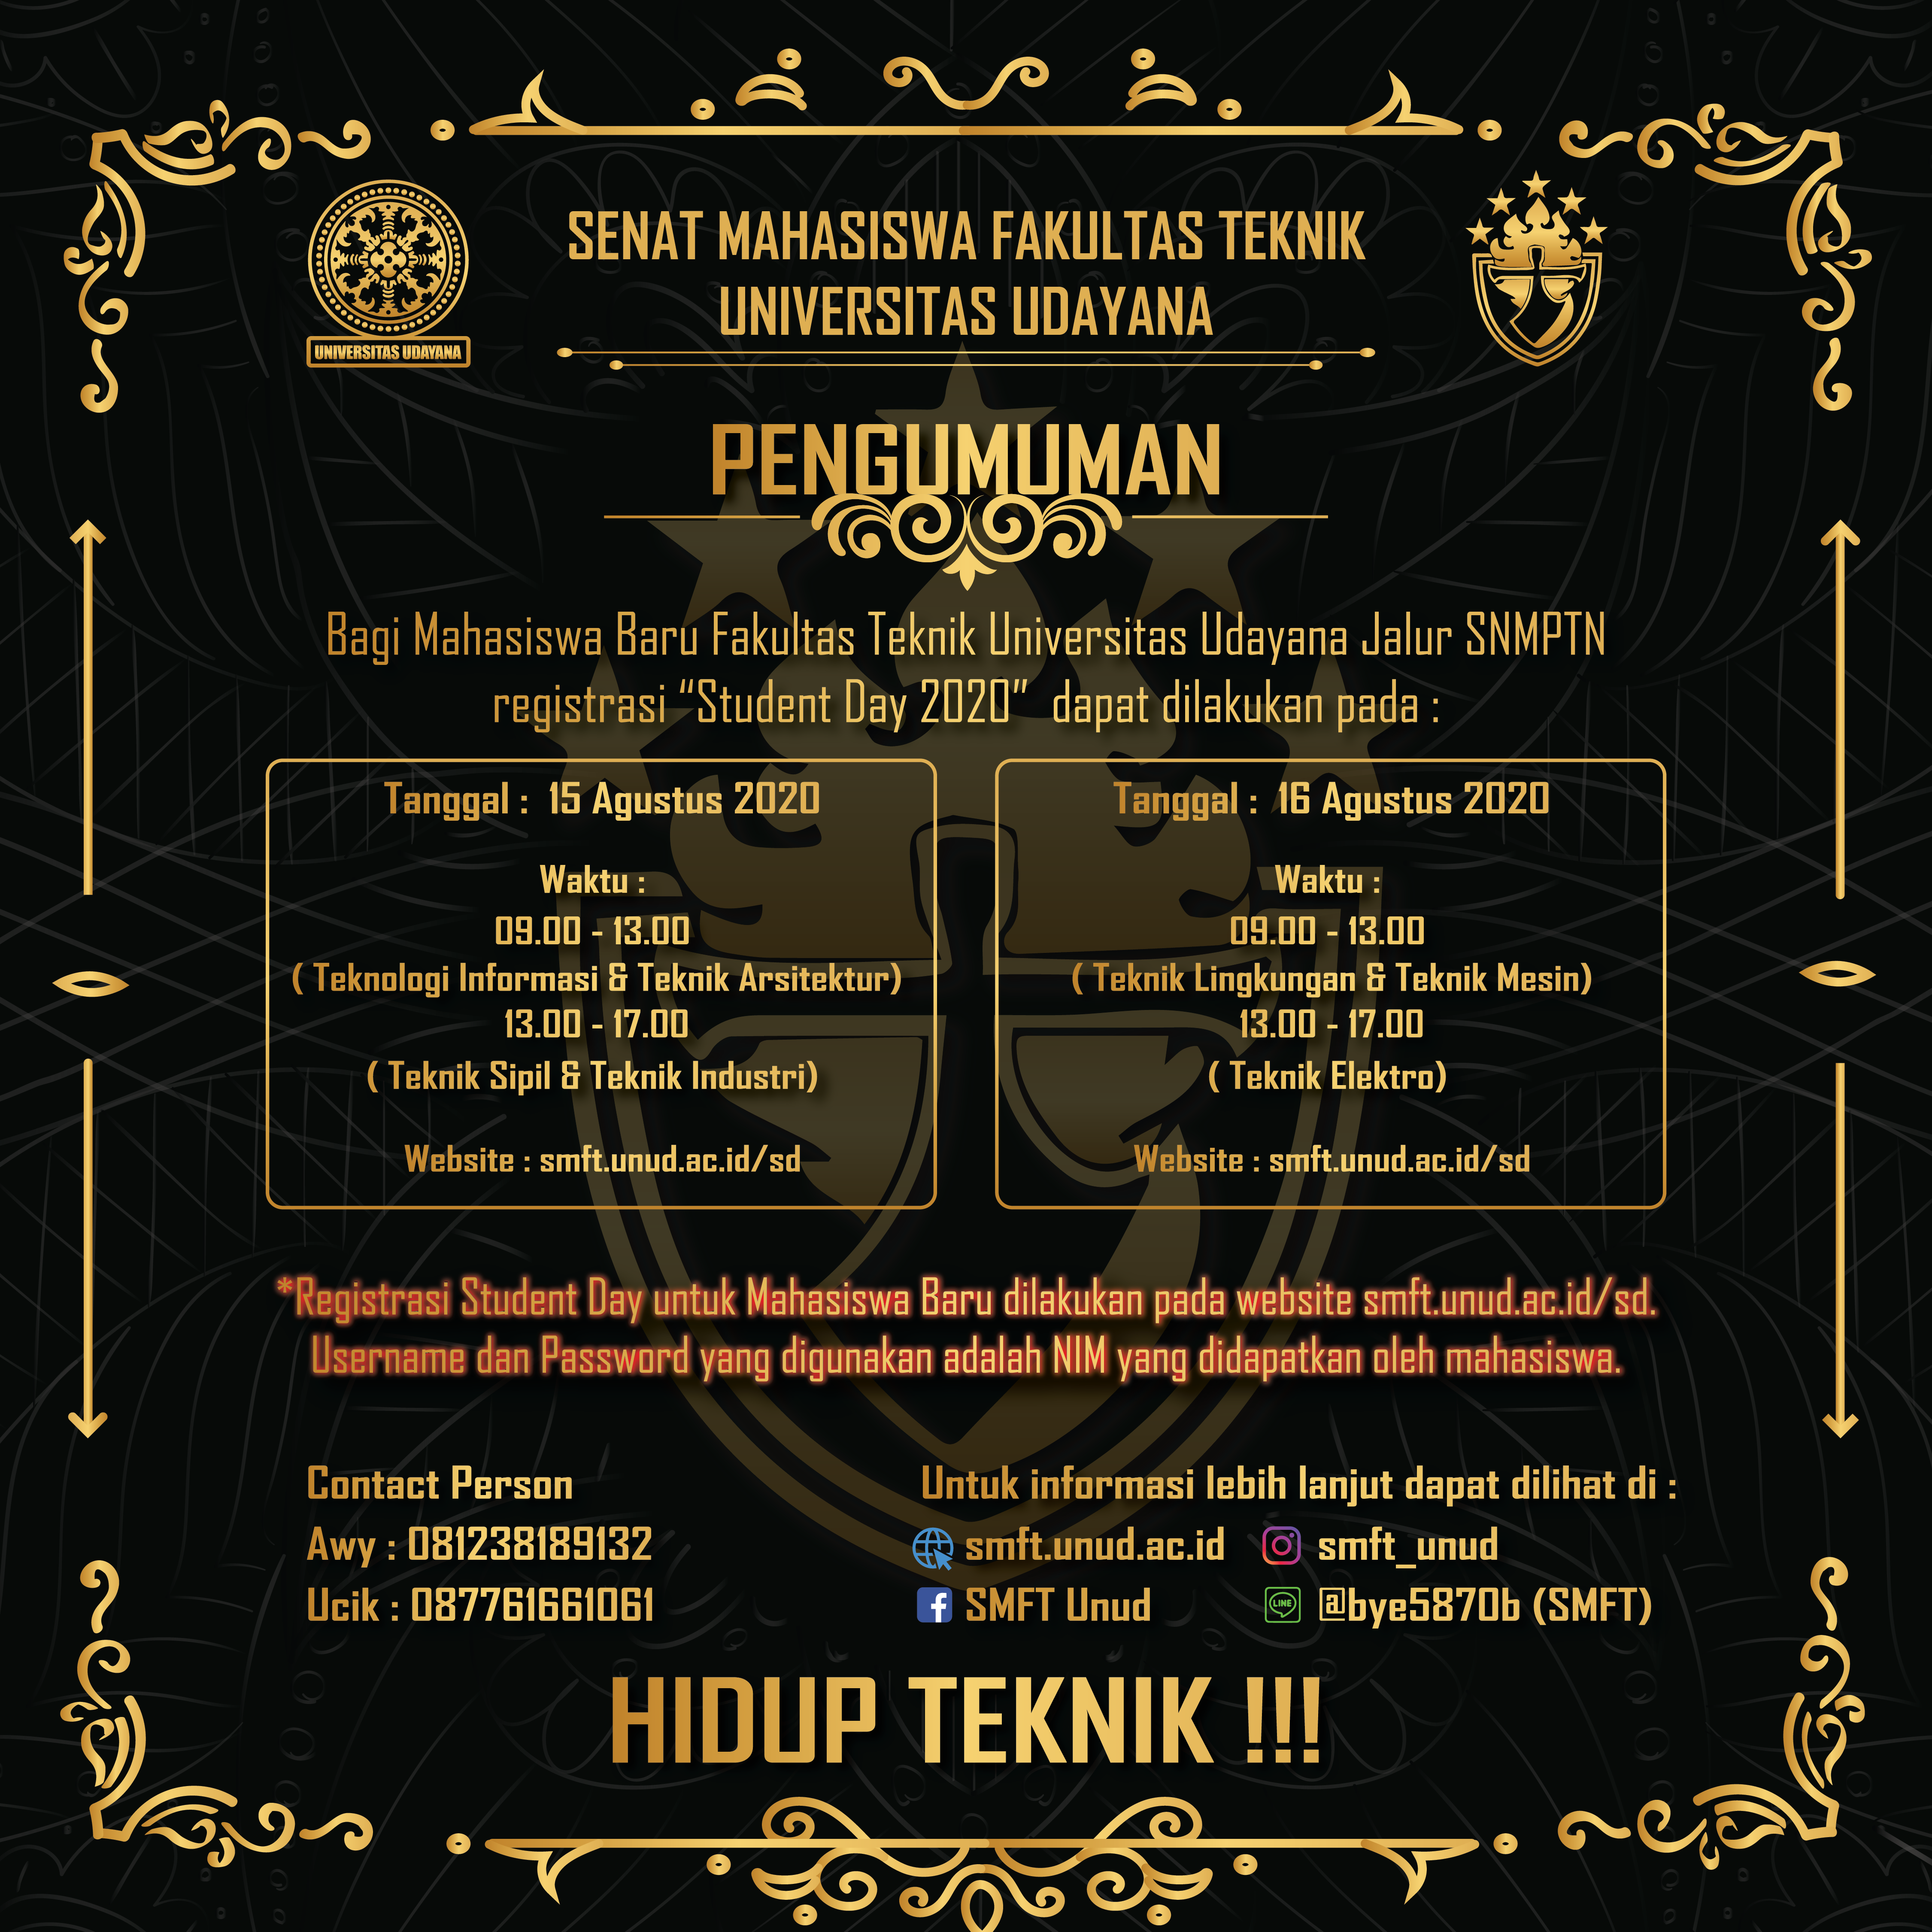 SENAT MAHASISWA FAKULTAS TEKNIK
UNIVERSITAS UDAYANA
UNIVERSITAS UDAYANA
PENGUMUMAN
Bagi Mahasiswa Baru Fakultas Teknik Universitas Udayana Jalur SNMPTN
registrasi “Student Day 2020” dapat dilakukan pada :
Tanggal : 15 Agustus 2020
Waktu :
09.00 - 13.00
( Teknologi Informasi & Teknik Arsitektur)
13.00 - 17.00
( Teknik Sipil & Teknik Industri)
Website : smft.unud.ac.id/sd
Tanggal : 16 Agustus 2020
Waktu :
09.00 - 13.00
( Teknik Lingkungan & Teknik Mesin)
13.00 - 17.00
( Teknik Elektro)
Website : smft.unud.ac.id/sd
*Registrasi Student Day untuk Mahasiswa Baru dilakukan pada website smft.unud.ac.id/sd.
Username dan Password yang digunakan adalah NIM yang didapatkan oleh mahasiswa.
Contact Person
Awy : 081238189132
Ucik : 087761661061
Untuk informasi lebih lanjut dapat dilihat di :
smft.unud.ac.id smft_unud
SMFT Unud LINE @bye5870b (SMFT)
HIDUP TEKNIK !!!